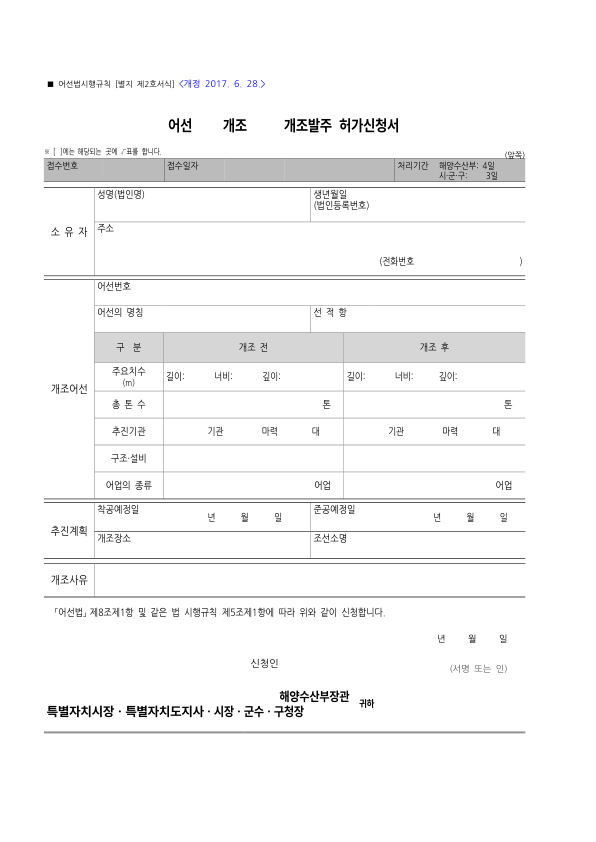 ■ 어선법시행규칙 [별지 제2호서식] <개정 2017. 6. 28.>
어선 개조 개조발주 허가신청서
※ [ ]에는 해당되는 곳에 √표를 합니다. (앞쪽)
접수번호 접수일자 처리기간 해양수산부: 4일
시·군·구: 3일
소 유 자
성명(법인명) 생년월일
(법인등록번호)
주소
(전화번호 )
개조어선
어선번호
어선의 명칭 선 적 항
구 분 개조 전 개조 후
주요치수
(m)
길이: 너비: 깊이: 길이: 너비: 깊이:
총 톤 수 톤 톤
추진기관 기관 마력 대 기관 마력 대
구조·설비
어업의 종류 어업 어업
추진계획
착공예정일 년 월 일 준공예정일 년 월 일
개조장소 조선소명
개조사유
「어선법」 제8조제1항 및 같은 법 시행규칙 제5조제1항에 따라 위와 같이 신청합니다.
년 월 일
신청인 (서명 또는 인)
해양수산부장관
특별자치시장 · 특별자치도지사 · 시장 · 군수 · 구청장 귀하